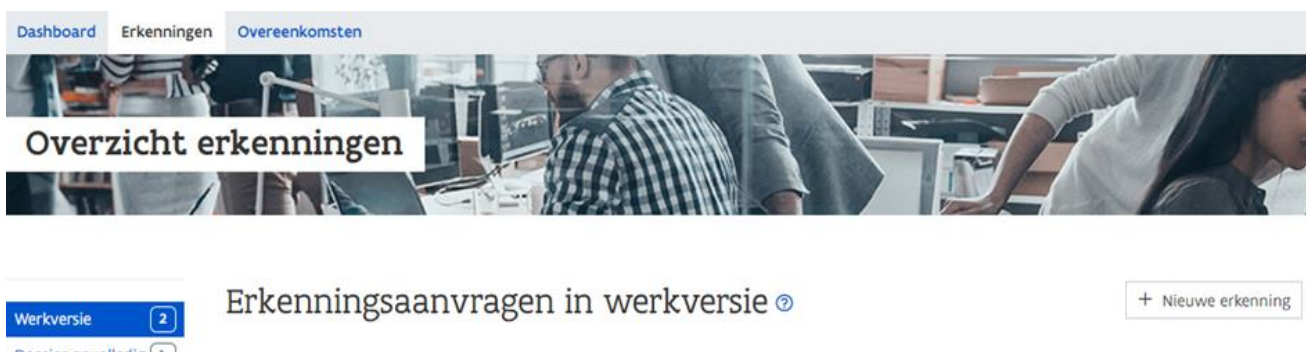 Dashboard Erkenningen Overeenkomsten
Overzicht erkenningen
Erkenningsaanvragen in werkversie ?
+ Nieuwe erkenning
Werkversie 2